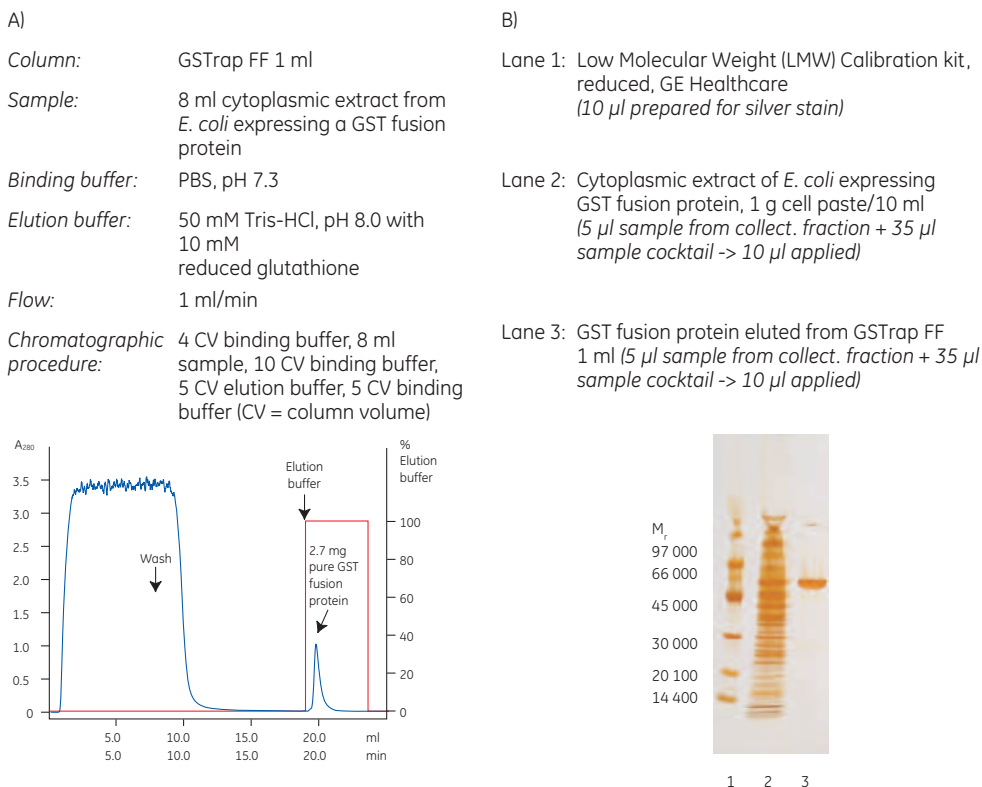 A)
Column: GSTrap FF 1 ml
Sample: 8 ml cytoplasmic extract from
E. coli expressing a GST fusion
protein
Binding buffer: PBS, pH 7.3
Elution buffer: 50 mM Tris-HCl, pH 8.0 with
10 mM
reduced glutathione
Flow: 1 ml/min
Chromatographic 4 CV binding buffer, 8 ml
procedure: sample, 10 CV binding buffer,
5 CV elution buffer, 5 CV binding
buffer (CV = column volume)
A280
3.5
3.0
2.5
2.0
1.5
1.0
0.5
0
Wash
Elution
buffer
2.7 mg
pure GST
fusion
protein
%
Elution
buffer
100
80
60
40
20
0
5.0 10.0 15.0 20.0 ml
5.0 10.0 15.0 20.0 min
B)
Lane 1: Low Molecular Weight (LMW) Calibration kit,
reduced, GE Healthcare
(10 µl prepared for silver stain)
Lane 2: Cytoplasmic extract of E. coli expressing
GST fusion protein, 1 g cell paste/10 ml
(5 µl sample from collect. fraction + 35 µl
sample cocktail -> 10 µl applied)
Lane 3: GST fusion protein eluted from GSTrap FF
1 ml (5 µl sample from collect. fraction + 35 µl
sample cocktail -> 10 µl applied)
Mr
97 000
66 000
45 000
30 000
20 100
14 400
1 2 3